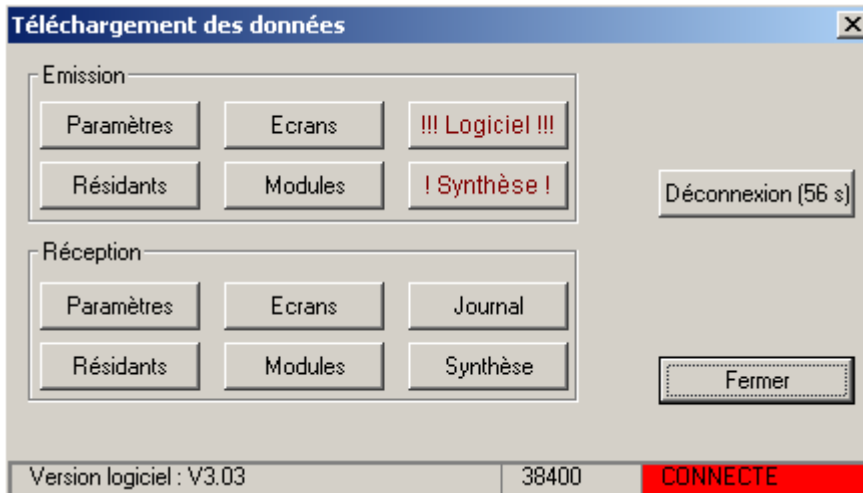 Téléchargement des données
Emission
Paramètres Ecrans !!! Logiciel !!!
Résidants Modules ! Synthèse !
Déconnexion (56 s)
Réception
Paramètres Ecrans Journal
Résidants Modules Synthèse
Fermer
Version logiciel : V3.03 38400 CONNECTE